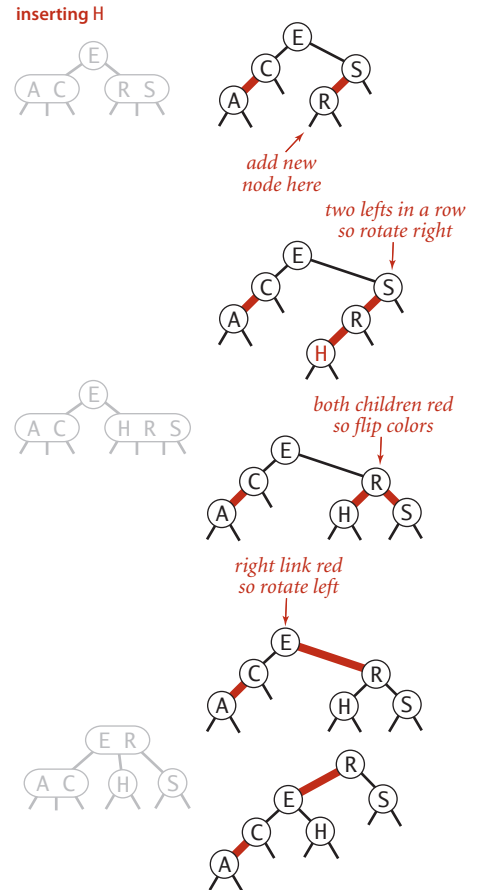 inserting H
E
A C R S
E
C S
A R
add new
node here
two lefts in a row
so rotate right
E
C S
A R
H
E
A C H R S
both children red
so flip colors
E
C R
A H S
right link red
so rotate left
E
C R
A H S
E R
A C H S
R
E S
C H
A